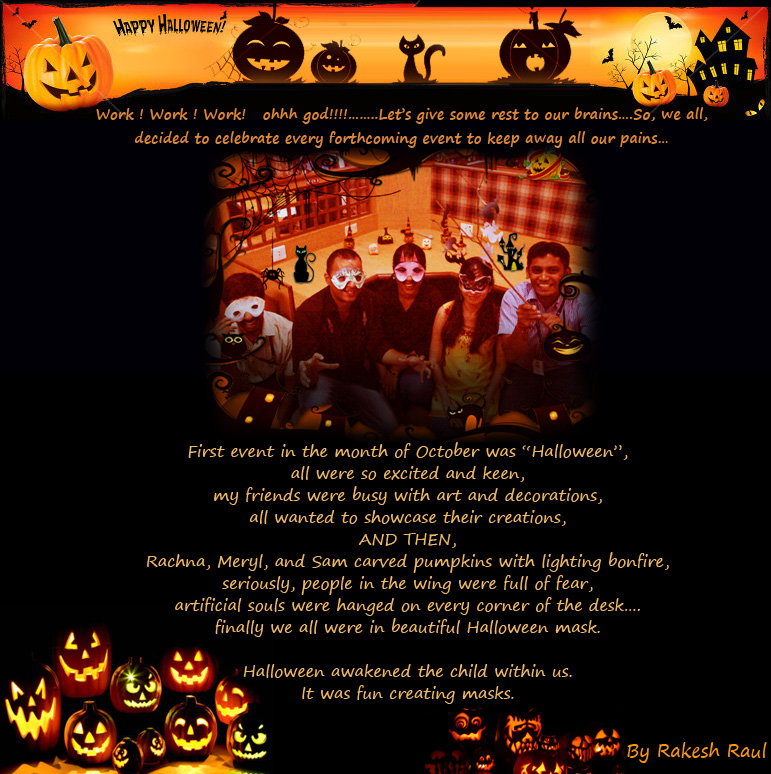 Happy Halloween!
Work ! Work ! Work! ohhh god!!!!........Let's give some rest to our brains....So, we all,
decided to celebrate every forthcoming event to keep away all our pains...
First event in the month of October was “Halloween”,
all were so excited and keen,
my friends were busy with art and decorations,
all wanted to showcase their creations,
AND THEN,
Rachna, Meryl, and Sam carved pumpkins with lighting bonfire,
seriously, people in the wing were full of fear,
artificial souls were hanged on every corner of the desk....
finally we all were in beautiful Halloween mask.
Halloween awakened the child within us.
It was fun creating masks.
By Rakesh Raul